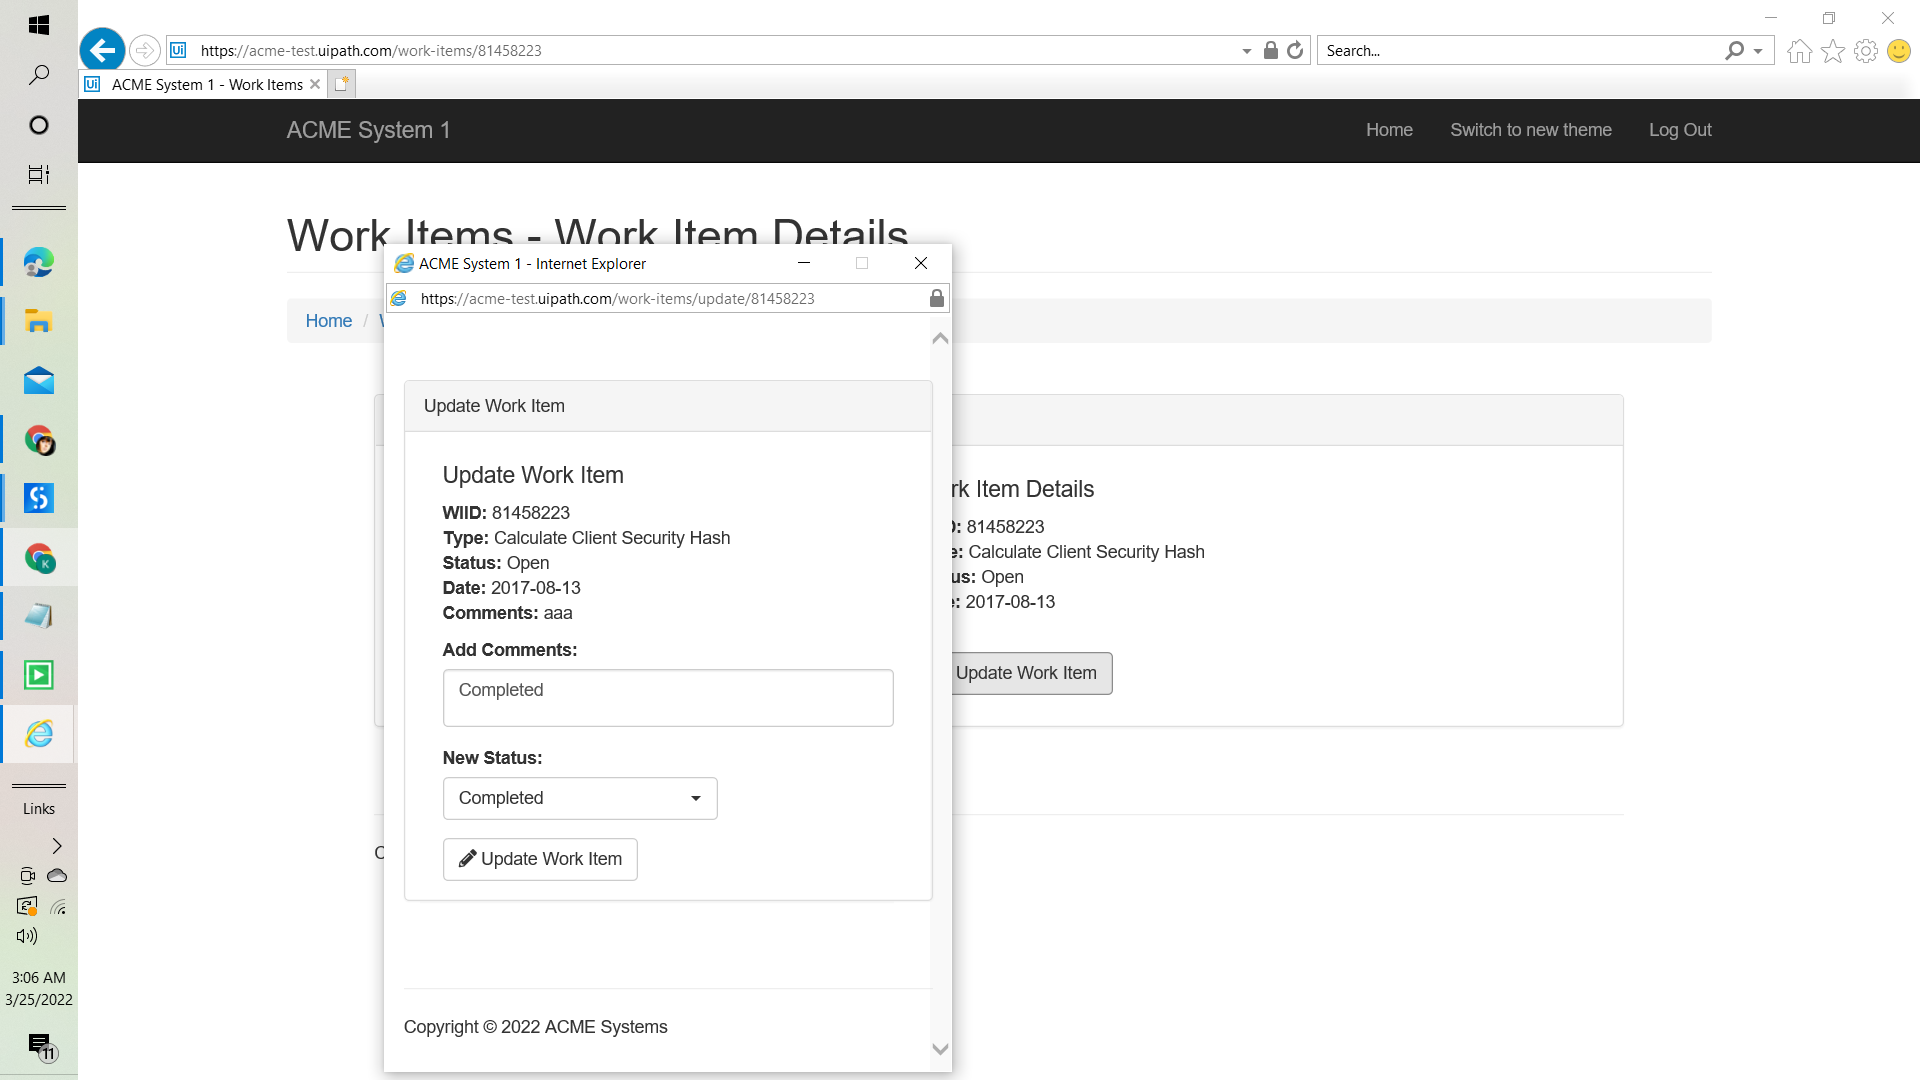 https://acme-test.uipath.com/work-items/81458223
Search...
ACME System 1 - Work Items
ACME System 1
Home
Switch to new theme
Log Out
Work Items - Work Item Details
ACME System 1 - Internet Explorer
https://acme-test.uipath.com/work-items/update/81458223
Home /
Update Work Item
Update Work Item
WIID: 81458223
Type: Calculate Client Security Hash
Status: Open
Date: 2017-08-13
Comments: aaa
Add Comments:
Completed
New Status:
Completed
Update Work Item
Copyright © 2022 ACME Systems
rk Item Details
D: 81458223
e: Calculate Client Security Hash
us: Open
e: 2017-08-13
Update Work Item
Links
3:06 AM
3/25/2022
11